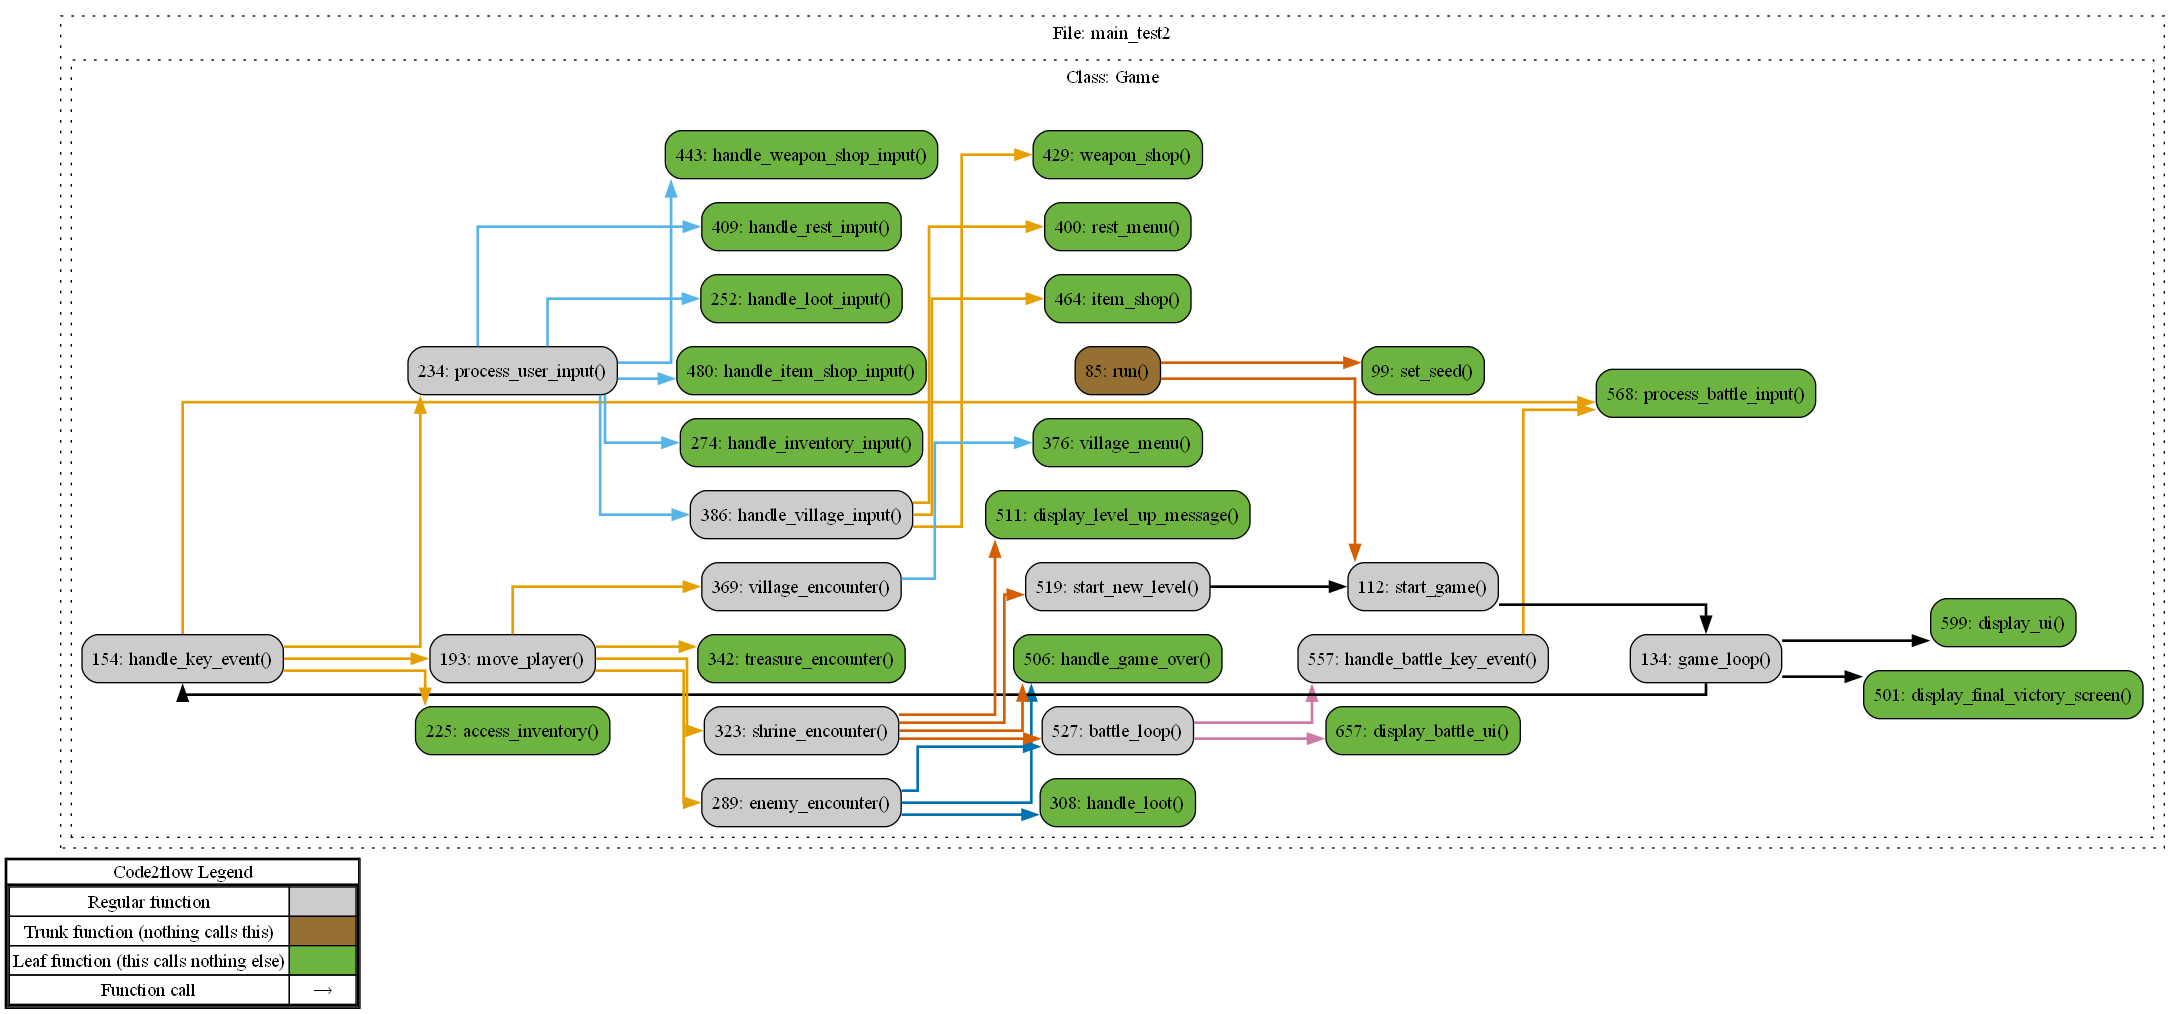 File: main_test2
Class: Game
443: handle_weapon_shop_input()
429: weapon_shop()
409: handle_rest_input()
400: rest_menu()
252: handle_loot_input()
464: item_shop()
234: process_user_input()
480: handle_item_shop_input()
85: run()
99: set_seed()
568: process_battle_input()
274: handle_inventory_input()
376: village_menu()
386: handle_village_input()
511: display_level_up_message()
369: village_encounter()
519: start_new_level()
112: start_game()
599: display_ui()
154: handle_key_event()
193: move_player()
342: treasure_encounter()
506: handle_game_over()
557: handle_battle_key_event()
134: game_loop()
501: display_final_victory_screen()
225: access_inventory()
323: shrine_encounter()
527: battle_loop()
657: display_battle_ui()
289: enemy_encounter()
308: handle_loot()
Code2flow Legend
Regular function
Trunk function (nothing calls this)
Leaf function (this calls nothing else)
Function call →